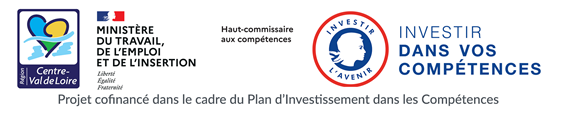 Région
Centre-
Val de Loire
MINISTÈRE
DU TRAVAIL,
DE L'EMPLOI
ET DE L'INSERTION
Liberté
Égalité
Fraternité
Haut-commissaire
aux compétences
INVESTIR
L'AVENIR
INVESTIR
DANS VOS
COMPÉTENCES
Projet cofinancé dans le cadre du Plan d'Investissement dans les Compétences